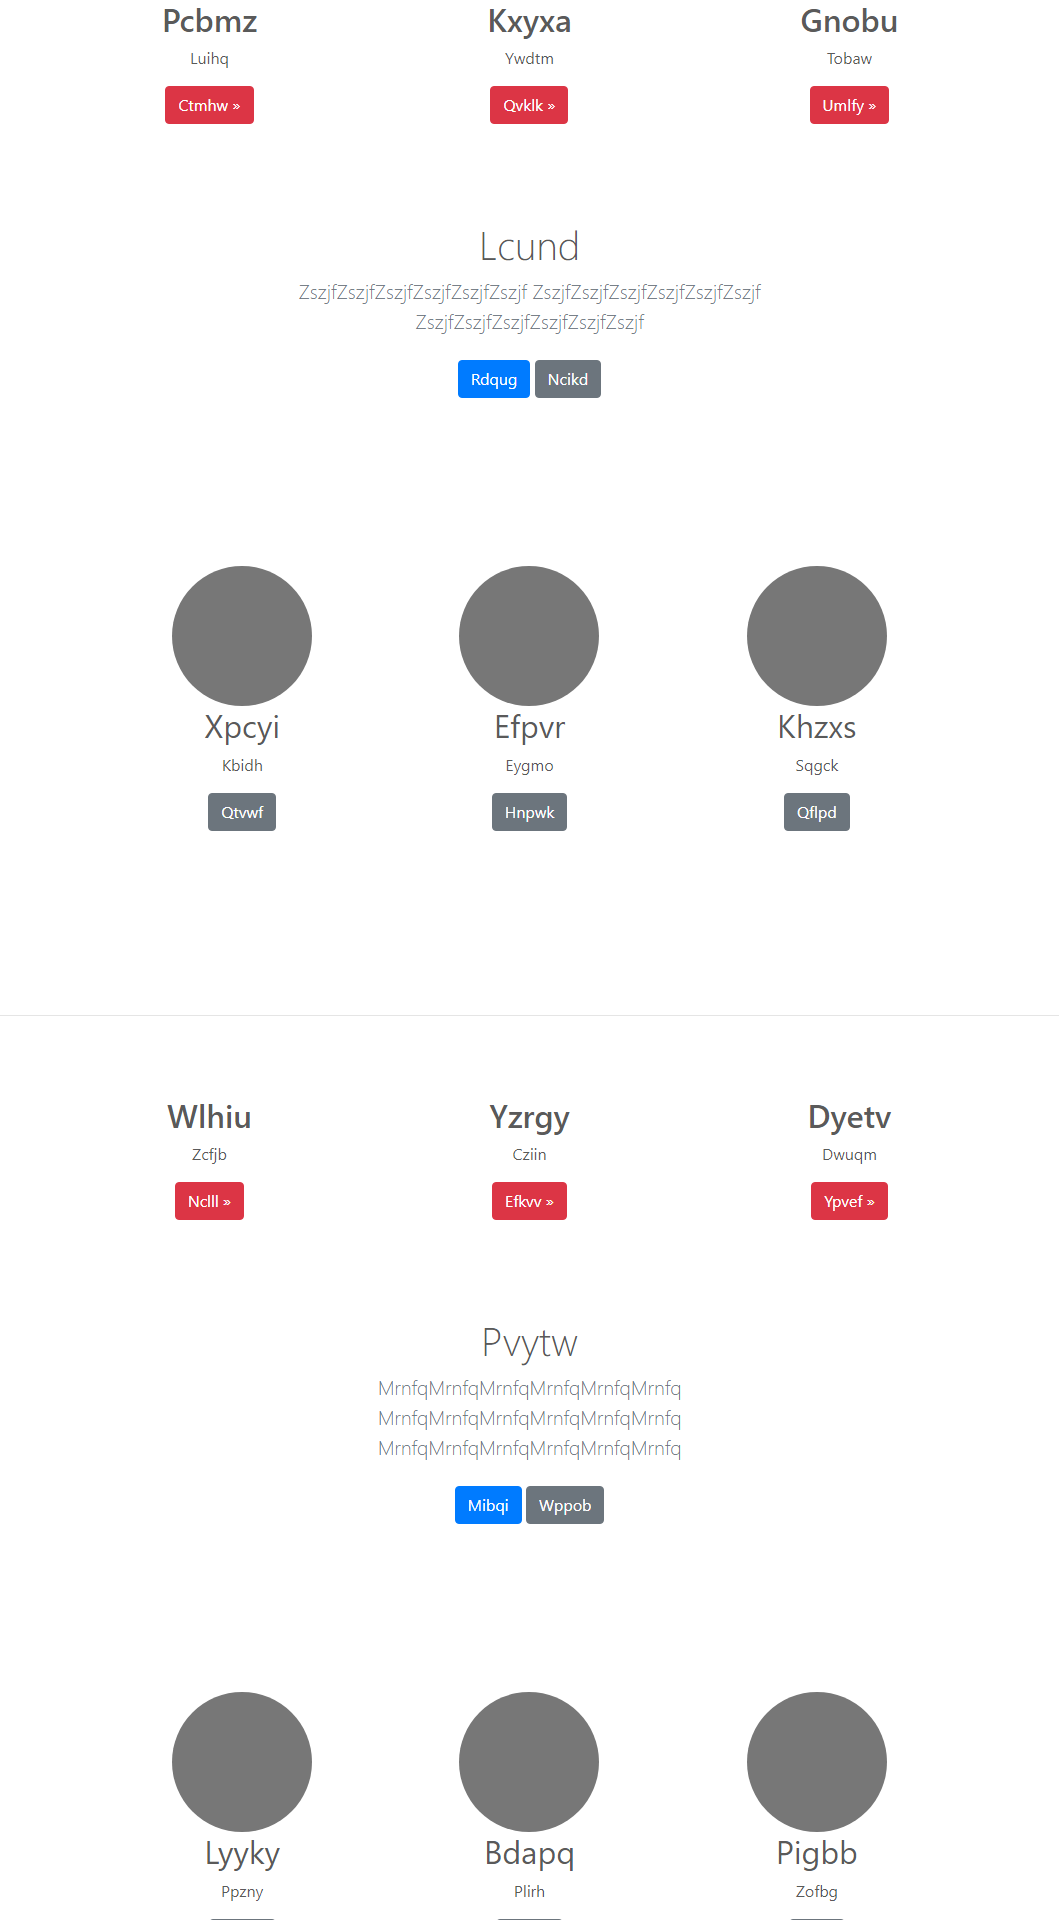 Pcbmz Kxyxa Gnobu
Luihq Ywdtm Tobaw
Ctmhw » Qvklk » Umlfy »
Lcund
ZszjfZszjfZszjfZszjfZszjfZszjf ZszjfZszjfZszjfZszjfZszjfZszjf
ZszjfZszjfZszjfZszjfZszjfZszjf
Rdqug Ncikd
Xpcyi Efpvr Khzxs
Kbidh Eygmo Sqgck
Qtvwf Hnpwk Qflpd
Wlhiu Yzrgy Dyetv
Zcfjb Cziin Dwuqm
Nclll » Efkvv » Ypvef »
Pvytw
MrnfqMrnfqMrnfqMrnfqMrnfqMrnfq
MrnfqMrnfqMrnfqMrnfqMrnfqMrnfq
MrnfqMrnfqMrnfqMrnfqMrnfqMrnfq
Mibqi Wppob
Lyyky Bdapq Pigbb
Ppzny Plirh Zofbg